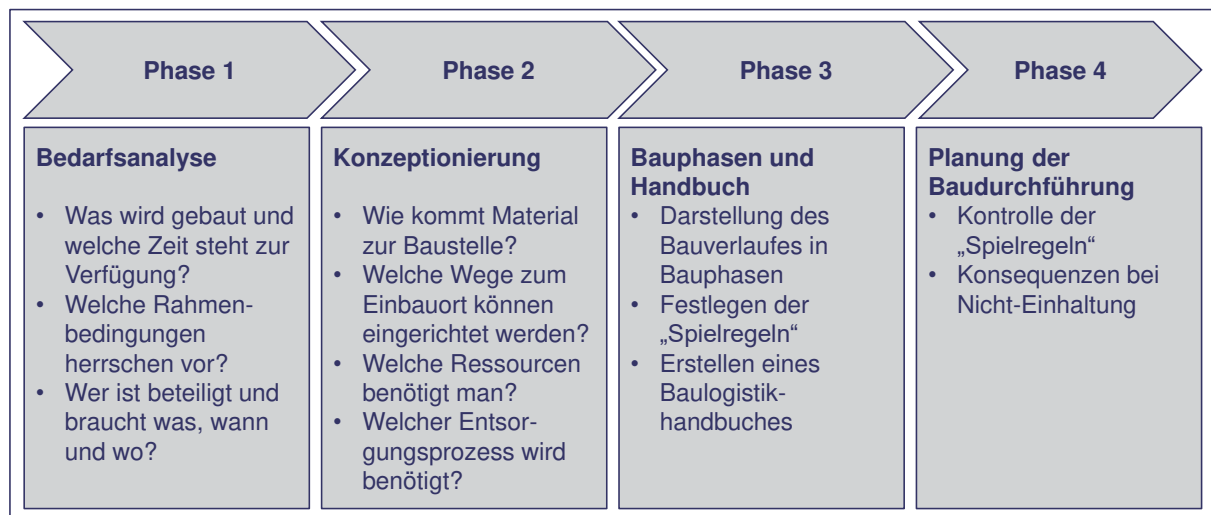 Phase 1
Phase 2
Phase 3
Phase 4
Bedarfsanalyse
• Was wird gebaut und
welche Zeit steht zur
Verfügung?
• Welche Rahmen-
bedingungen
herrschen vor?
• Wer ist beteiligt und
braucht was, wann
und wo?
Konzeptionierung
• Wie kommt Material
zur Baustelle?
• Welche Wege zum
Einbauort können
eingerichtet werden?
• Welche Ressourcen
benötigt man?
• Welcher Entsor-
gungsprozess wird
benötigt?
Bauphasen und
Handbuch
• Darstellung des
Bauverlaufes in
Bauphasen
• Festlegen der
„Spielregeln“
• Erstellen eines
Baulogistik-
handbuches
Planung der
Baudurchführung
• Kontrolle der
„Spielregeln“
• Konsequenzen bei
Nicht-Einhaltung